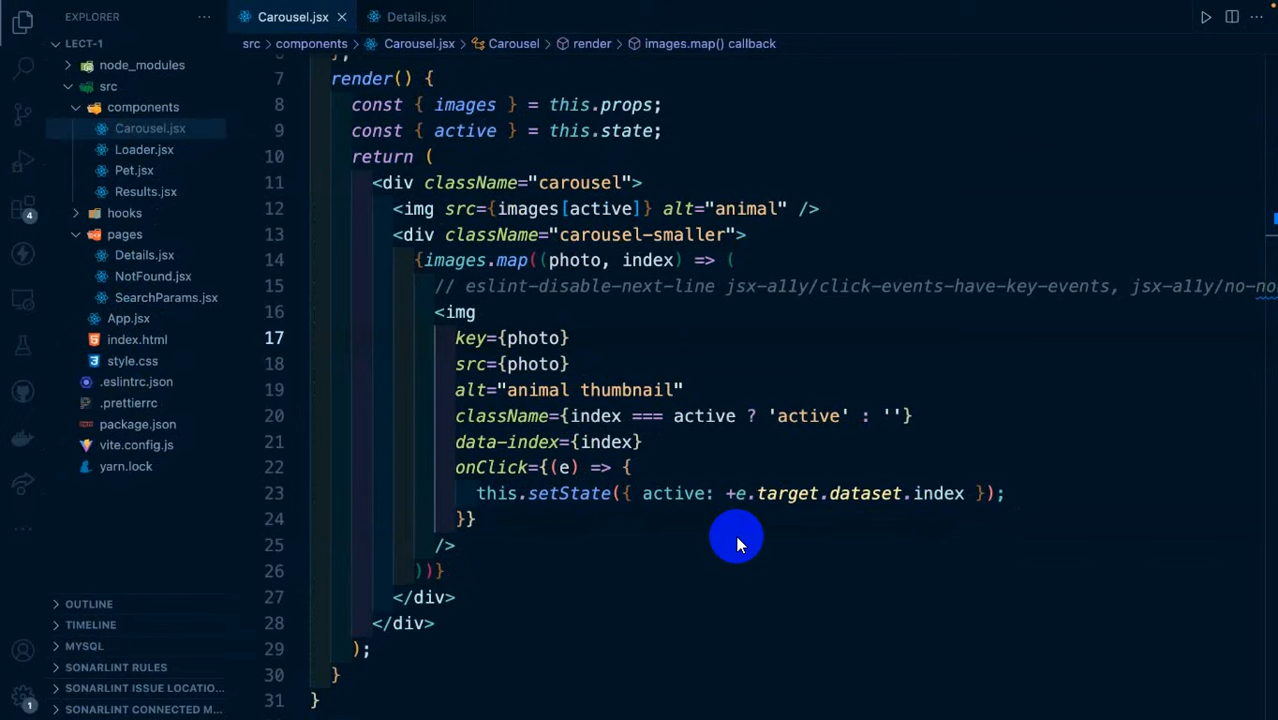 EXPLORER
Carousel.jsx
Details.jsx
LECT-1
src
components
Carousel.jsx
Carousel
render
images.map() callback
node_modules
src
components
Carousel.jsx
Loader.jsx
Pet.jsx
Results.jsx
hooks
pages
Details.jsx
NotFound.jsx
SearchParams.jsx
App.jsx
index.html
style.css
.eslintrc.json
.prettierrc
package.json
vite.config.js
yarn.lock
OUTLINE
TIMELINE
MYSQL
SONARLINT RULES
SONARLINT ISSUE LOCATIO...
SONARLINT CONNECTED M...
4
1
7 render() {
8 const { images } = this.props;
9 const { active } = this.state;
10 return (
11 <div className="carousel">
12 <img src={images[active]} alt="animal" />
13 <div className="carousel-smaller">
14 {images.map((photo, index) => (
15 // eslint-disable-next-line jsx-a11y/click-events-have-key-events, jsx-a11y/no-no
16 <img
17 key={photo}
18 src={photo}
19 alt="animal thumbnail"
20 className={index === active ? 'active' : ''}
21 data-index={index}
22 onClick={(e) => {
23 this.setState({ active: +e.target.dataset.index });
24 }}
25 />
26 ))}
27 </div>
28 </div>
29 );
30 }
31 }